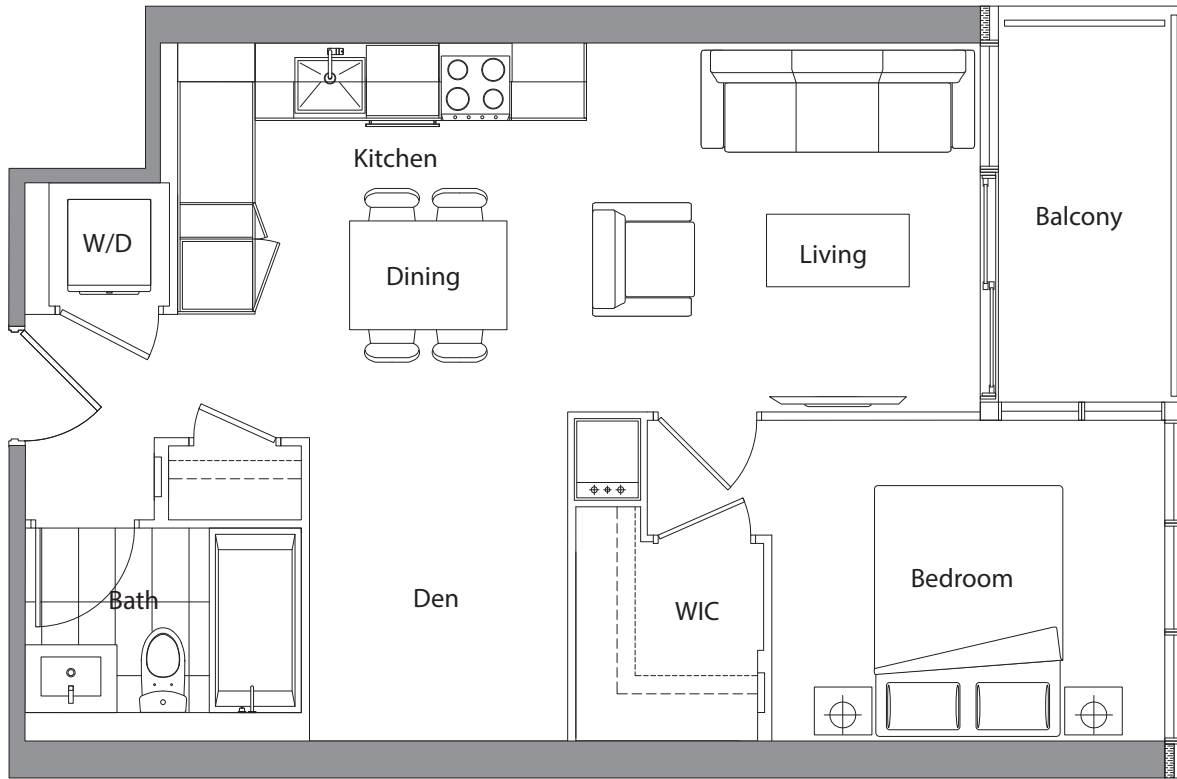 Kitchen
W/D
Dining
Living
Balcony
Bath
Den
WIC
Bedroom